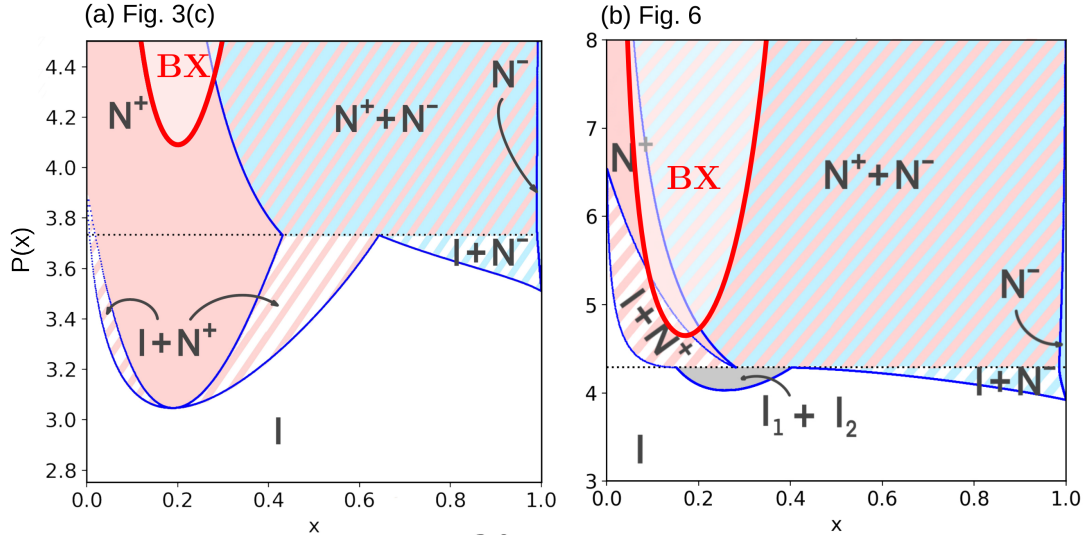 (a) Fig. 3(c)
P(x)
4.4
4.2
4.0
3.8
3.6
3.4
3.2
3.0
2.8
BX
N⁺
N⁺+N⁻
N⁻
I+N⁻
I+N⁺
I
0.0 0.2 0.4 0.6 0.8 1.0
x
(b) Fig. 6
8
7
6
5
4
3
N⁺
BX
N⁺+N⁻
I+N⁺
N⁻
I+N⁻
I₁ + I₂
I
0.0 0.2 0.4 0.6 0.8 1.0
x